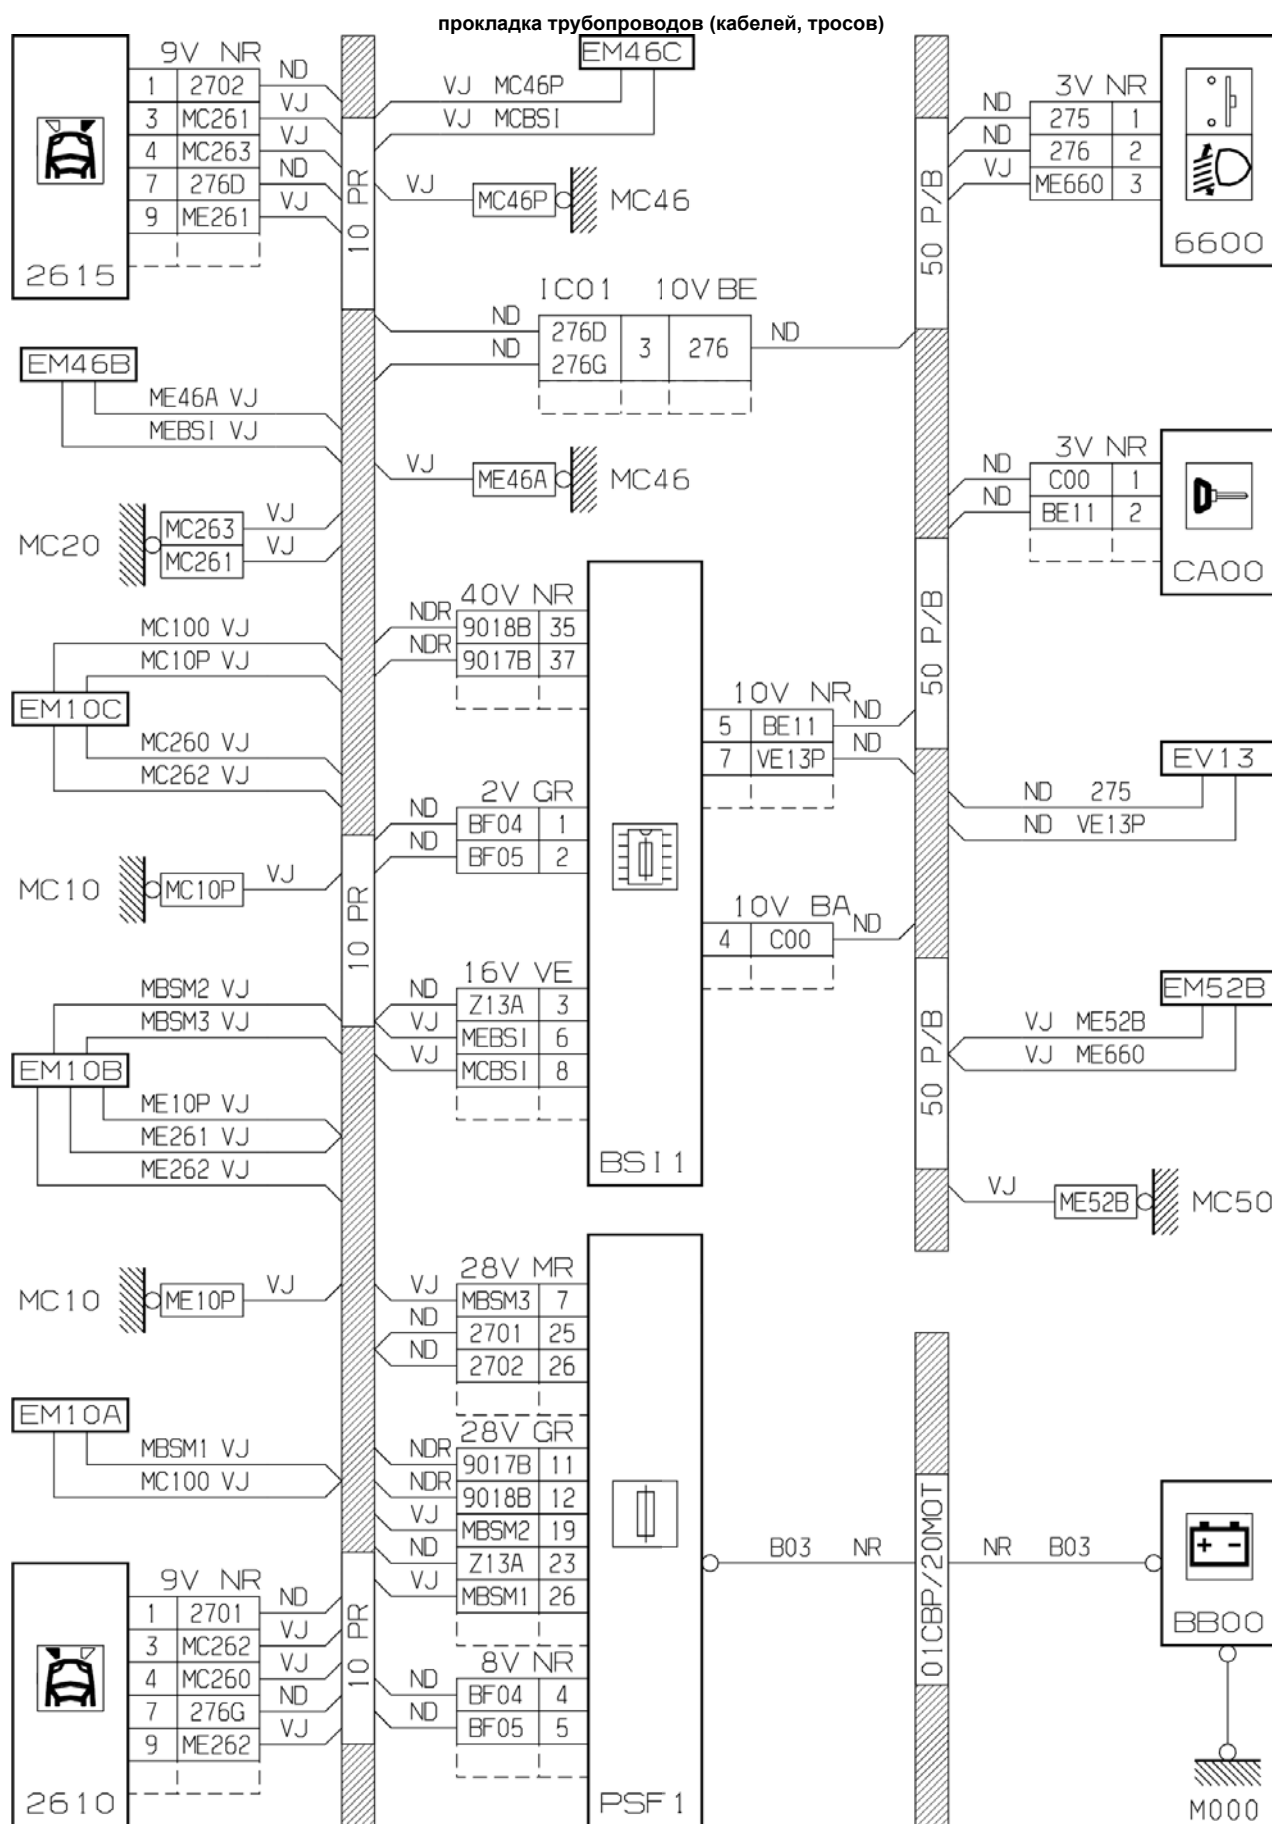 прокладка трубопроводов (кабелей, тросов)
9V NR
1 2702 ND
3 MC261 VJ
4 MC263 VJ
7 276D ND
9 ME261 VJ
2615
10 PR
EM46C
VJ MC46P
VJ MCBSI
VJ MC46P MC46
IC01 10V BE
ND 276D
ND 276G
3 276 ND
50 P/B
3V NR
ND 275 1
ND 276 2
VJ ME660 3
6600
EM46B
ME46A VJ
MEBSI VJ
VJ ME46A MC46
MC20
MC263 VJ
MC261 VJ
3V NR
ND C00 1
ND BE11 2
CA00
50 P/B
MC100 VJ
MC10P VJ
EM10C
MC260 VJ
MC262 VJ
40V NR
NDR 9018B 35
NDR 9017B 37
10V NR
5 BE11 ND
7 VE13P ND
EV13
ND 275
ND VE13P
2V GR
ND BF04 1
ND BF05 2
MC10 MC10P VJ
10 PR
10V BA
4 C00 ND
16V VE
ND Z13A 3
VJ MEBSI 6
VJ MCBSI 8
BSI1
MBSM2 VJ
MBSM3 VJ
EM10B
ME10P VJ
ME261 VJ
ME262 VJ
50 P/B
EM52B
VJ ME52B
VJ ME660
VJ ME52B MC50
MC10 ME10P VJ
28V MR
VJ MBSM3 7
ND 2701 25
ND 2702 26
EM10A
MBSM1 VJ
MC100 VJ
28V GR
NDR 9017B 11
NDR 9018B 12
VJ MBSM2 19
ND Z13A 23
VJ MBSM1 26
B03 NR
01CBP/20MOT
NR B03
+ -
BB00
M000
9V NR
1 2701 ND
3 MC262 VJ
4 MC260 VJ
7 276G ND
9 ME262 VJ
2610
10 PR
8V NR
ND BF04 4
ND BF05 5
PSF1